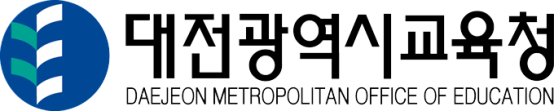 대전광역시교육청
DAEJEON METROPOLITAN OFFICE OF EDUCATION